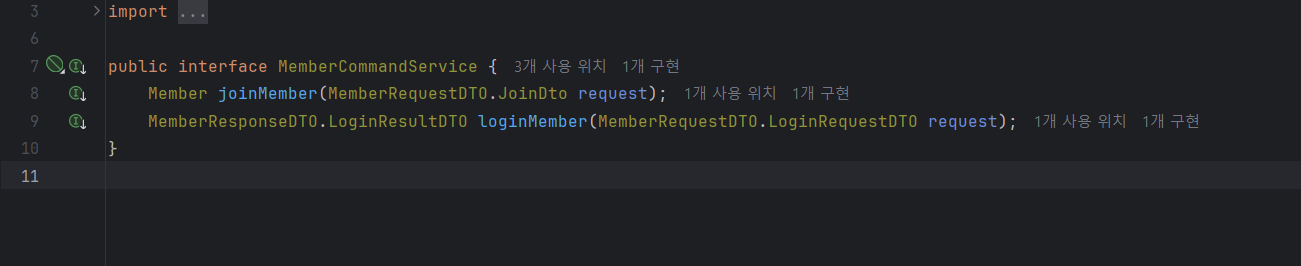 3 import ...
6
7 public interface MemberCommandService { 3개 사용 위치 1개 구현
8 Member joinMember(MemberRequestDTO.JoinDto request); 1개 사용 위치 1개 구현
9 MemberResponseDTO.LoginResultDTO loginMember(MemberRequestDTO.LoginRequestDTO request); 1개 사용 위치 1개 구현
10 }
11